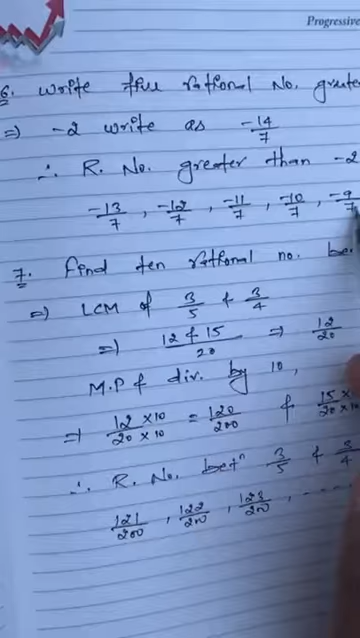 Progressive
6. Write five rational No. greater
⇒ -2 write as -14/7
∴ R. No. greater than -2
-13/7, -12/7, -11/7, -10/7, -9/7
7. Find ten rational no. be
⇒ LCM of 3/5 & 3/4
⇒ 12 & 15/20 ⇒ 12/20
M.P & div. by 10,
⇒ 12×10/20×10 = 120/200 & 15×/20×10
∴ R. No. betⁿ 3/5 & 3/4
121/200, 122/200, 123/200, ----